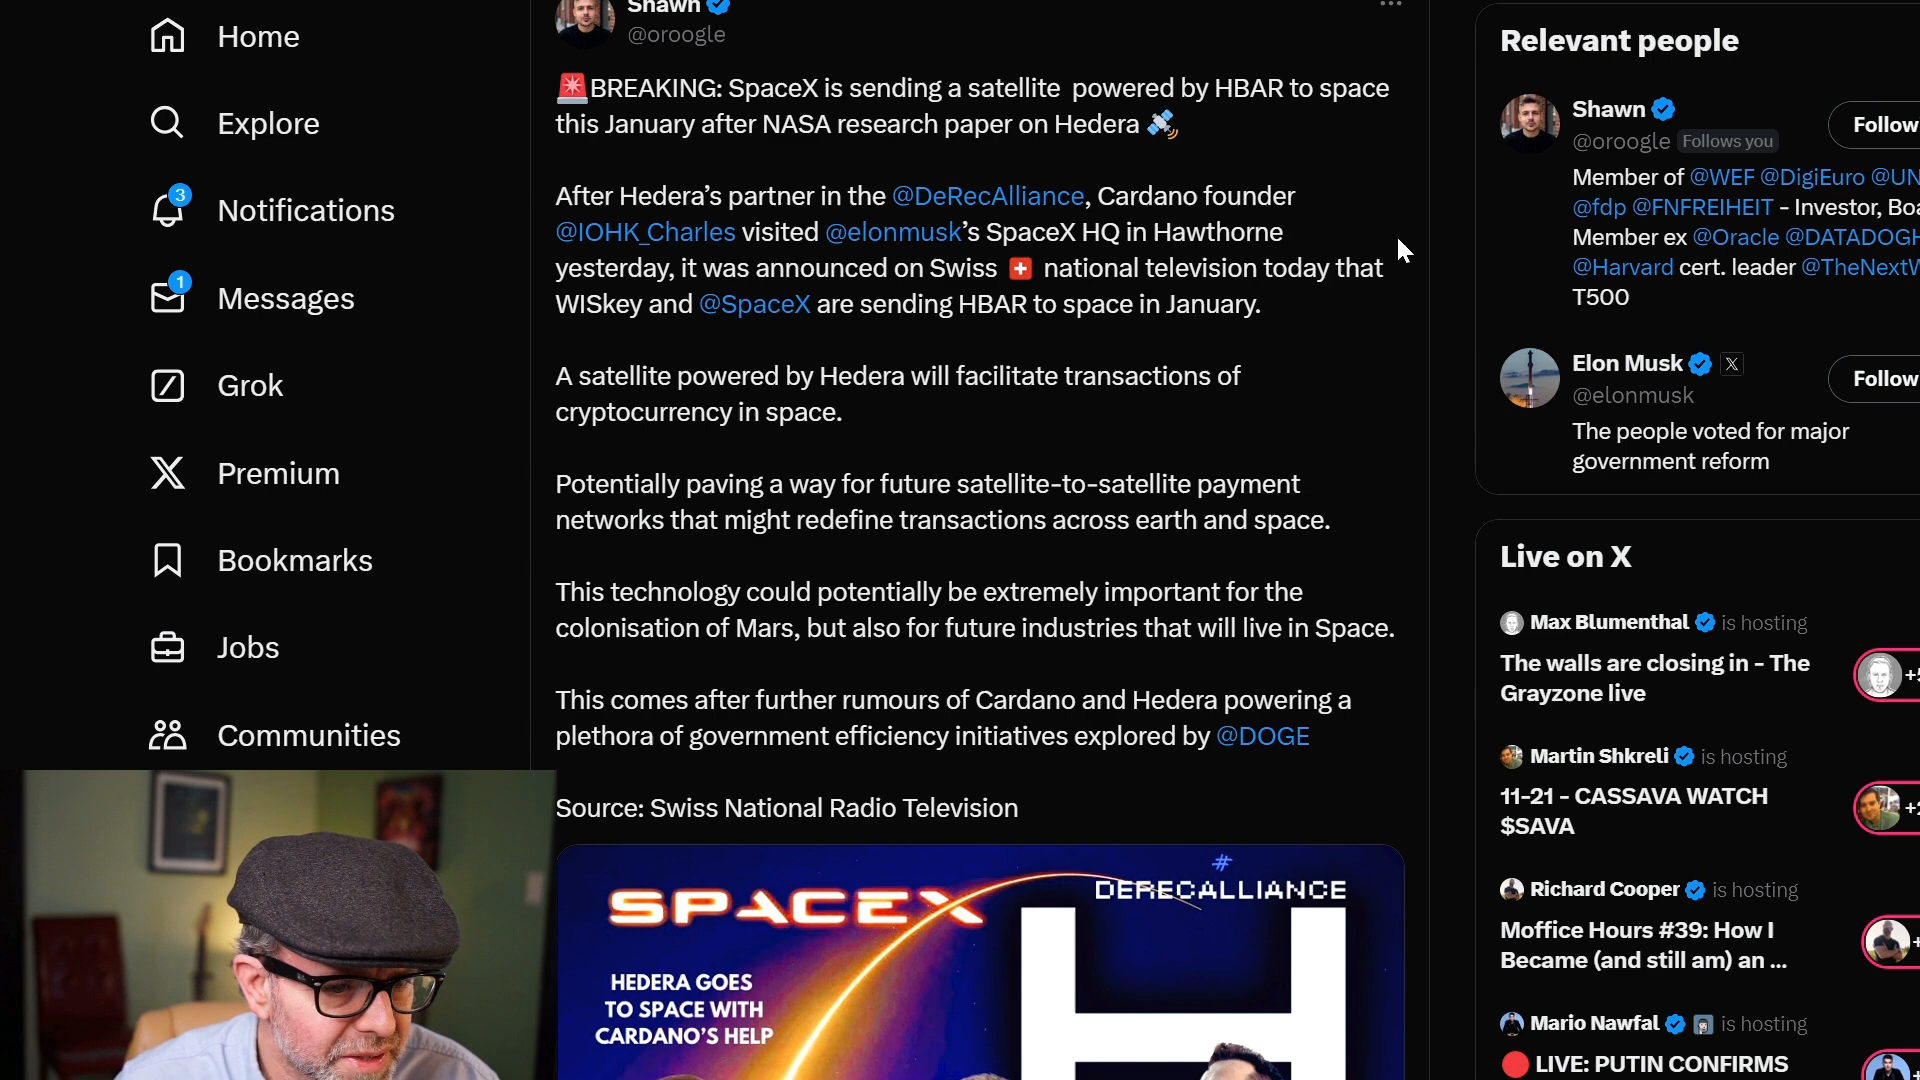 Home
Explore
3
Notifications
1
Messages
Grok
Premium
Bookmarks
Jobs
Communities
Shawn
@oroogle
🚨BREAKING: SpaceX is sending a satellite powered by HBAR to space
this January after NASA research paper on Hedera 🛰️
After Hedera’s partner in the @DeRecAlliance, Cardano founder
@IOHK_Charles visited @elonmusk’s SpaceX HQ in Hawthorne
yesterday, it was announced on Swiss 🇨🇭 national television today that
WISkey and @SpaceX are sending HBAR to space in January.
A satellite powered by Hedera will facilitate transactions of
cryptocurrency in space.
Potentially paving a way for future satellite-to-satellite payment
networks that might redefine transactions across earth and space.
This technology could potentially be extremely important for the
colonisation of Mars, but also for future industries that will live in Space.
This comes after further rumours of Cardano and Hedera powering a
plethora of government efficiency initiatives explored by @DOGE
Source: Swiss National Radio Television
SPACEX
#
DERECALLIANCE
HEDERA GOES
TO SPACE WITH
CARDANO’S HELP
Relevant people
Shawn
Follow
@oroogle Follows you
Member of @WEF @DigiEuro @UN
@fdp @FNFREIHEIT - Investor, Boa
Member ex @Oracle @DATADOGH
@Harvard cert. leader @TheNextW
T500
Elon Musk X
Follow
@elonmusk
The people voted for major
government reform
Live on X
Max Blumenthal is hosting
The walls are closing in - The
Grayzone live
Martin Shkreli is hosting
11-21 - CASSAVA WATCH
$SAVA
Richard Cooper is hosting
Moffice Hours #39: How I
Became (and still am) an ...
Mario Nawfal is hosting
🔴 LIVE: PUTIN CONFIRMS